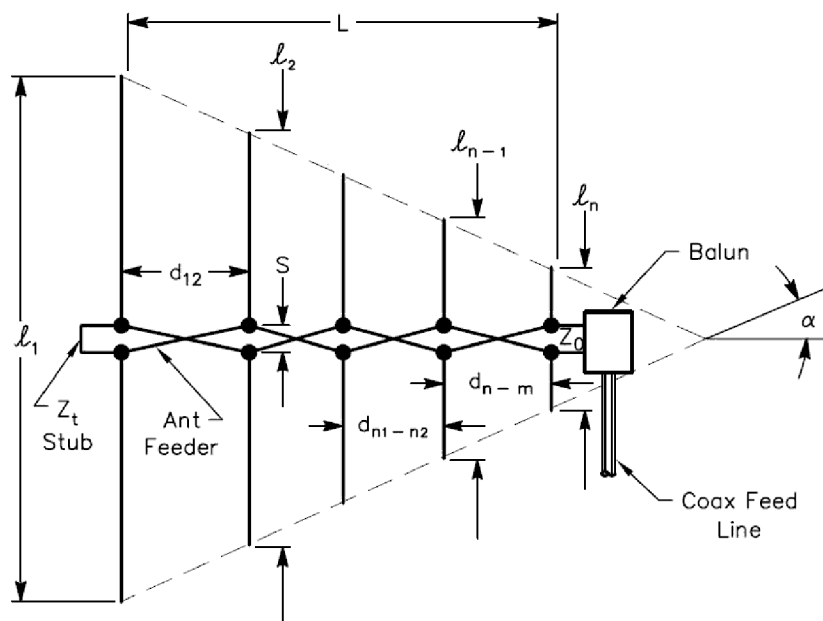 L
ℓ2
ℓn-1
ℓn
Balun
d12
S
α
ℓ1
Z0
dn-m
Zt
Stub
Ant
Feeder
dn1-n2
Coax Feed
Line